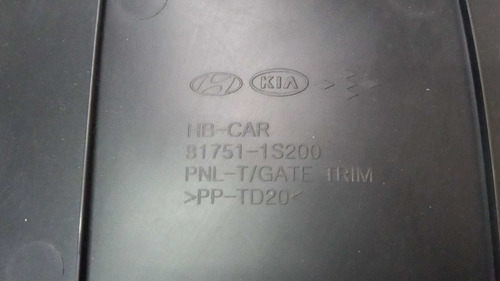 KIA
HB-CAR
81751-1S200
PNL-T/GATE TRIM
>PP-TD20<